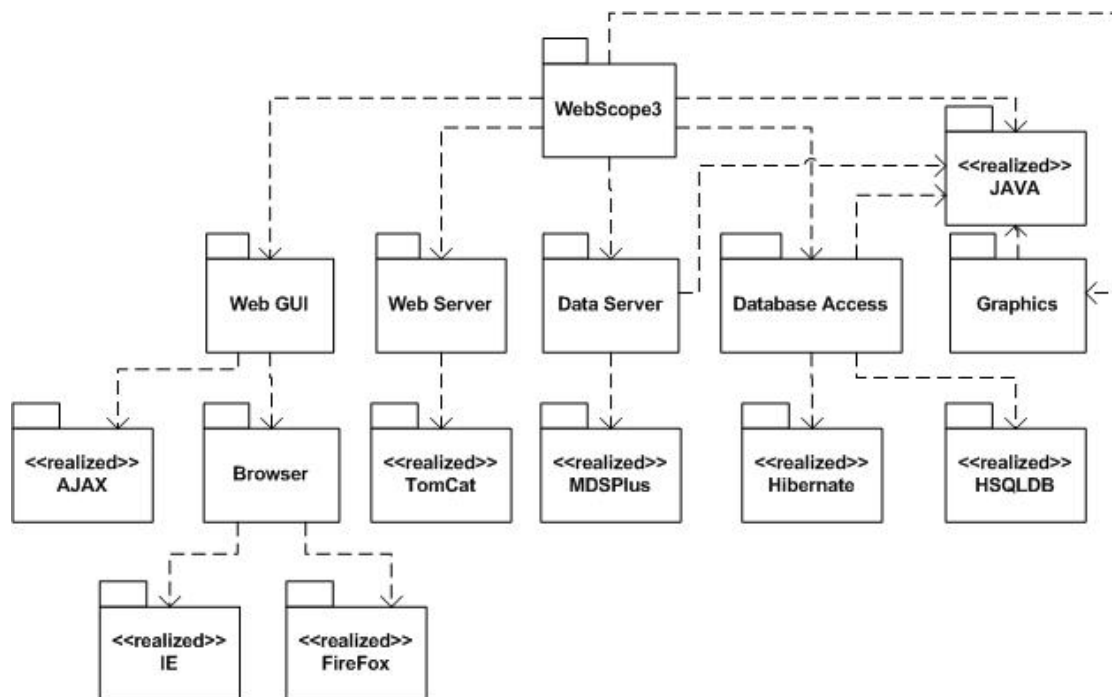 WebScope3
<<realized>>
JAVA
Web GUI
Web Server
Data Server
Database Access
Graphics
<<realized>>
AJAX
Browser
<<realized>>
TomCat
<<realized>>
MDSPlus
<<realized>>
Hibernate
<<realized>>
HSQLDB
<<realized>>
IE
<<realized>>
FireFox